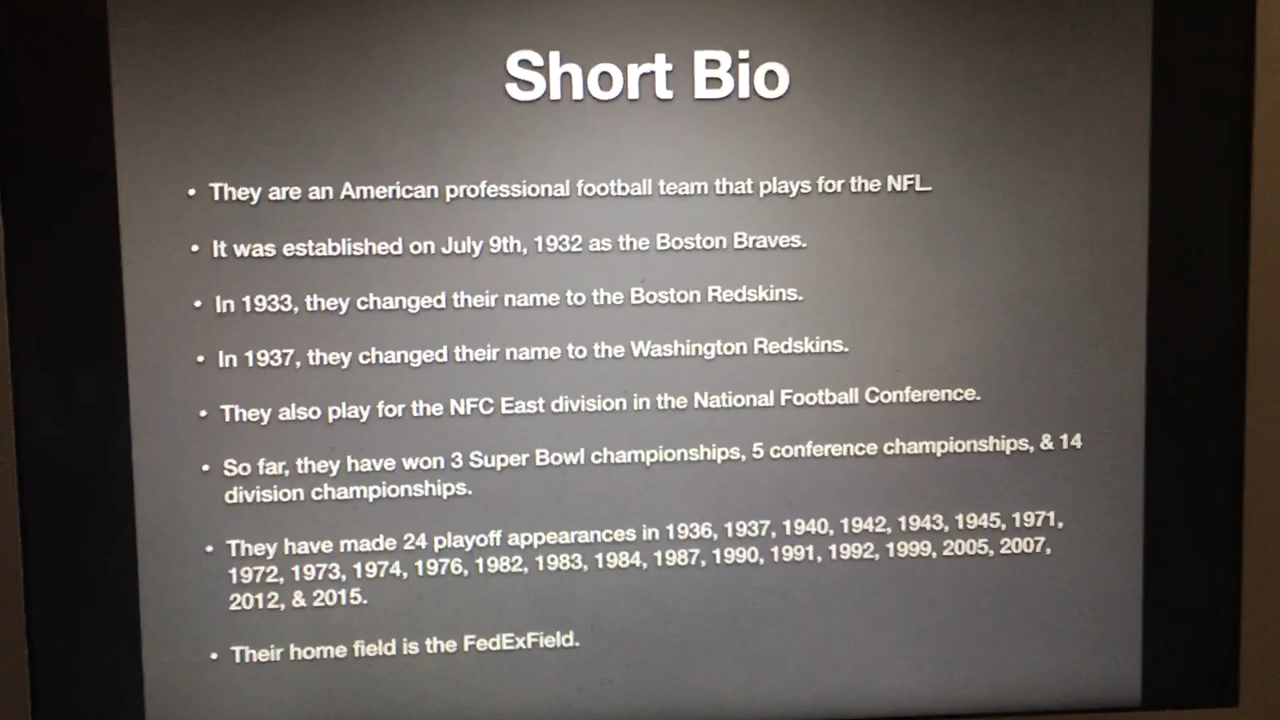 Short Bio
• They are an American professional football team that plays for the NFL.
• It was established on July 9th, 1932 as the Boston Braves.
• In 1933, they changed their name to the Boston Redskins.
• In 1937, they changed their name to the Washington Redskins.
• They also play for the NFC East division in the National Football Conference.
• So far, they have won 3 Super Bowl championships, 5 conference championships, & 14
division championships.
• They have made 24 playoff appearances in 1936, 1937, 1940, 1942, 1943, 1945, 1971,
1972, 1973, 1974, 1976, 1982, 1983, 1984, 1987, 1990, 1991, 1992, 1999, 2005, 2007,
2012, & 2015.
• Their home field is the FedExField.